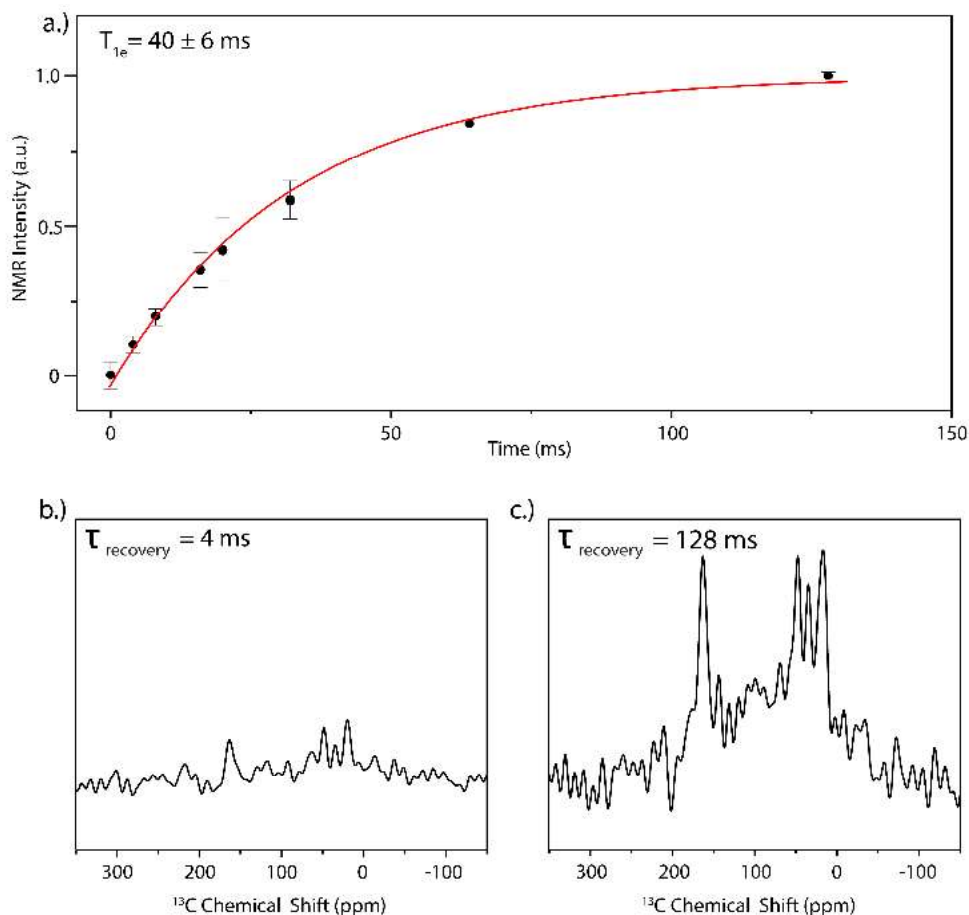 a.)
T1e = 40 ± 6 ms
1.0
0.5
0
NMR Intensity (a.u.)
0 50 100 150
Time (ms)
b.)
τ recovery = 4 ms
300 200 100 0 -100
13C Chemical Shift (ppm)
c.)
τ recovery = 128 ms
300 200 100 0 -100
13C Chemical Shift (ppm)